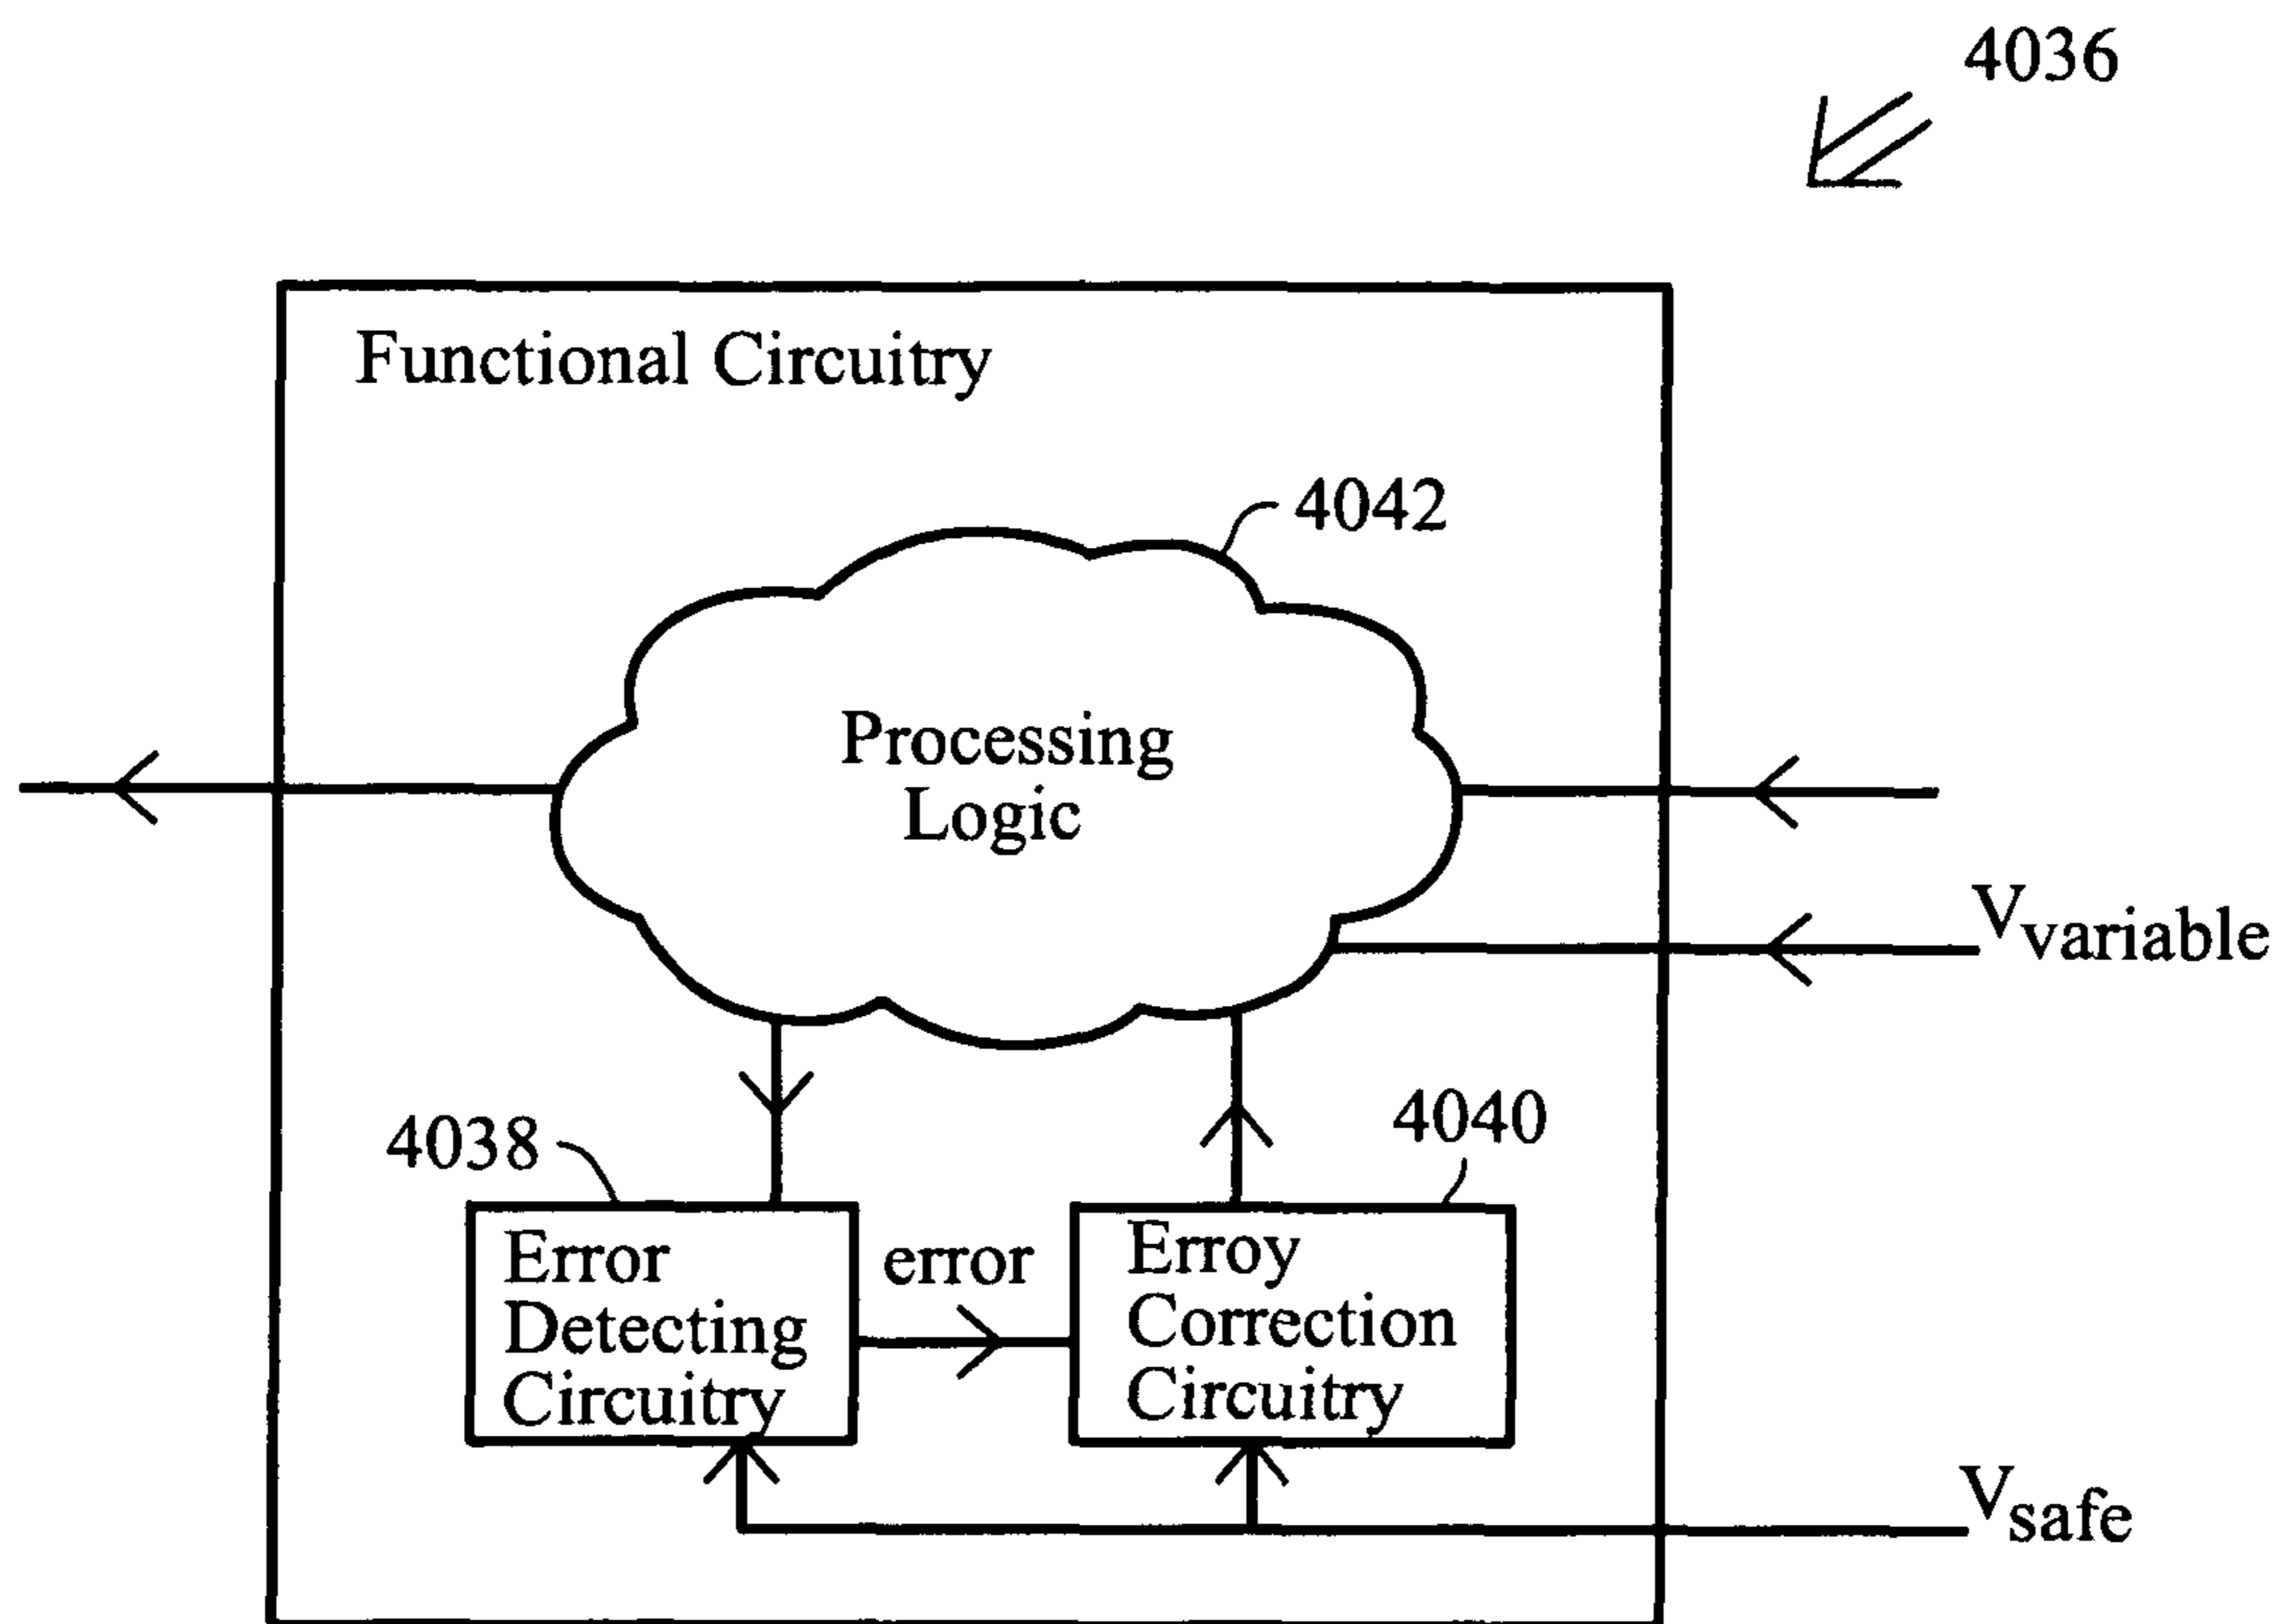 4036
Functional Circuitry
4042
Processing
Logic
Vvariable
4038
4040
Error
Detecting
Circuitry
error
Erroy
Correction
Circuitry
Vsafe